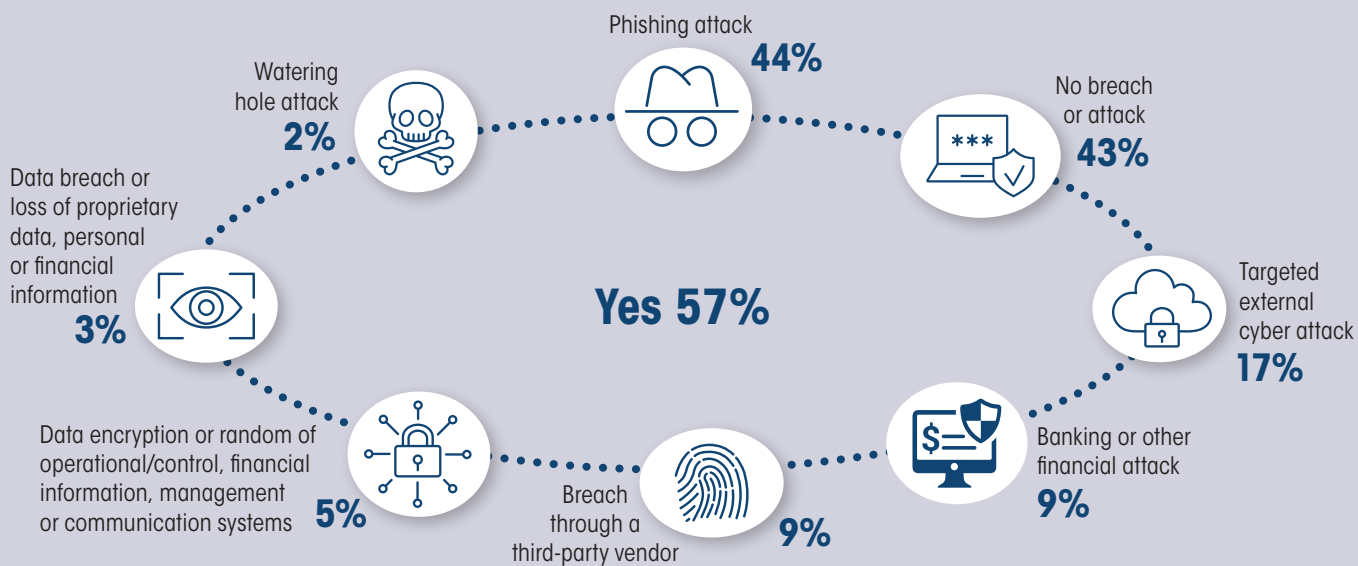 Phishing attack
44%
No breach
or attack
43%
Targeted
external
cyber attack
17%
Banking or other
financial attack
9%
Breach
through a
third-party vendor
9%
Data encryption or random of
operational/control, financial
information, management
or communication systems
5%
Data breach or
loss of proprietary
data, personal
or financial
information
3%
Watering
hole attack
2%
Yes 57%
***
$